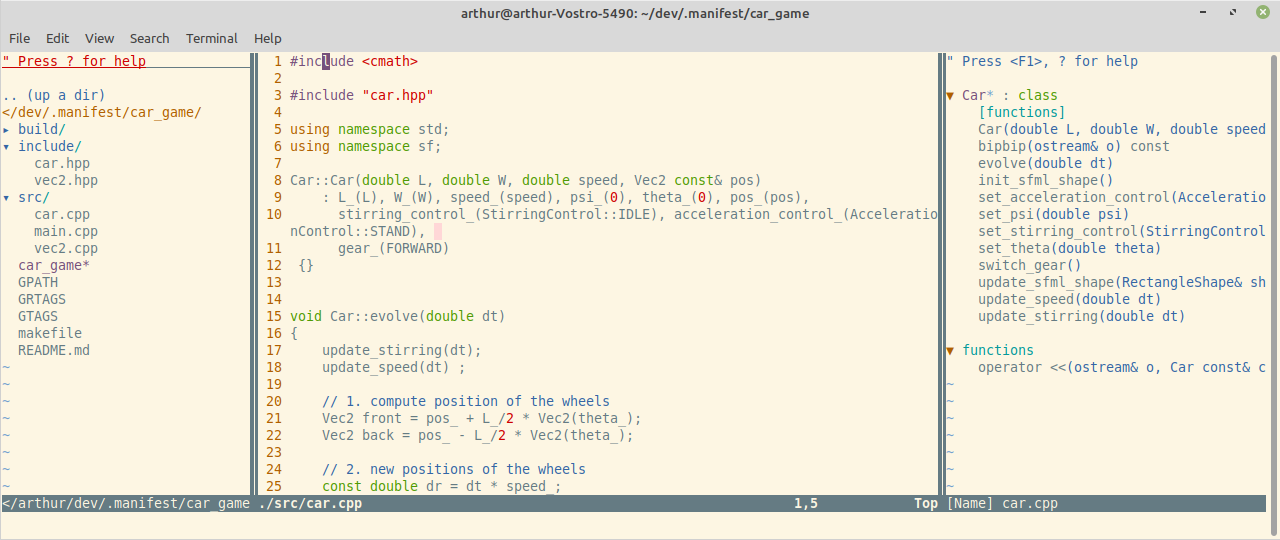 arthur@arthur-Vostro-5490: ~/dev/.manifest/car_game
File Edit View Search Terminal Help
" Press ? for help
.. (up a dir)
</dev/.manifest/car_game/
▸ build/
▾ include/
car.hpp
vec2.hpp
▾ src/
car.cpp
main.cpp
vec2.cpp
car_game*
GPATH
GRTAGS
GTAGS
makefile
README.md
~
~
~
~
~
~
~
~
</arthur/dev/.manifest/car_game
1 #include <cmath>
2
3 #include "car.hpp"
4
5 using namespace std;
6 using namespace sf;
7
8 Car::Car(double L, double W, double speed, Vec2 const& pos)
9     : L_(L), W_(W), speed_(speed), psi_(0), theta_(0), pos_(pos),
10       stirring_control_(StirringControl::IDLE), acceleration_control_(Acceleratio
nControl::STAND),
11       gear_(FORWARD)
12  {}
13
14
15 void Car::evolve(double dt)
16 {
17     update_stirring(dt);
18     update_speed(dt) ;
19
20     // 1. compute position of the wheels
21     Vec2 front = pos_ + L_/2 * Vec2(theta_);
22     Vec2 back = pos_ - L_/2 * Vec2(theta_);
23
24     // 2. new positions of the wheels
25     const double dr = dt * speed_;
./src/car.cpp 1,5 Top
" Press <F1>, ? for help
▼ Car* : class
[functions]
Car(double L, double W, double speed
bipbip(ostream& o) const
evolve(double dt)
init_sfml_shape()
set_acceleration_control(Acceleratio
set_psi(double psi)
set_stirring_control(StirringControl
set_theta(double theta)
switch_gear()
update_sfml_shape(RectangleShape& sh
update_speed(double dt)
update_stirring(double dt)
▼ functions
operator <<(ostream& o, Car const& c
~
~
~
~
~
~
~
[Name] car.cpp